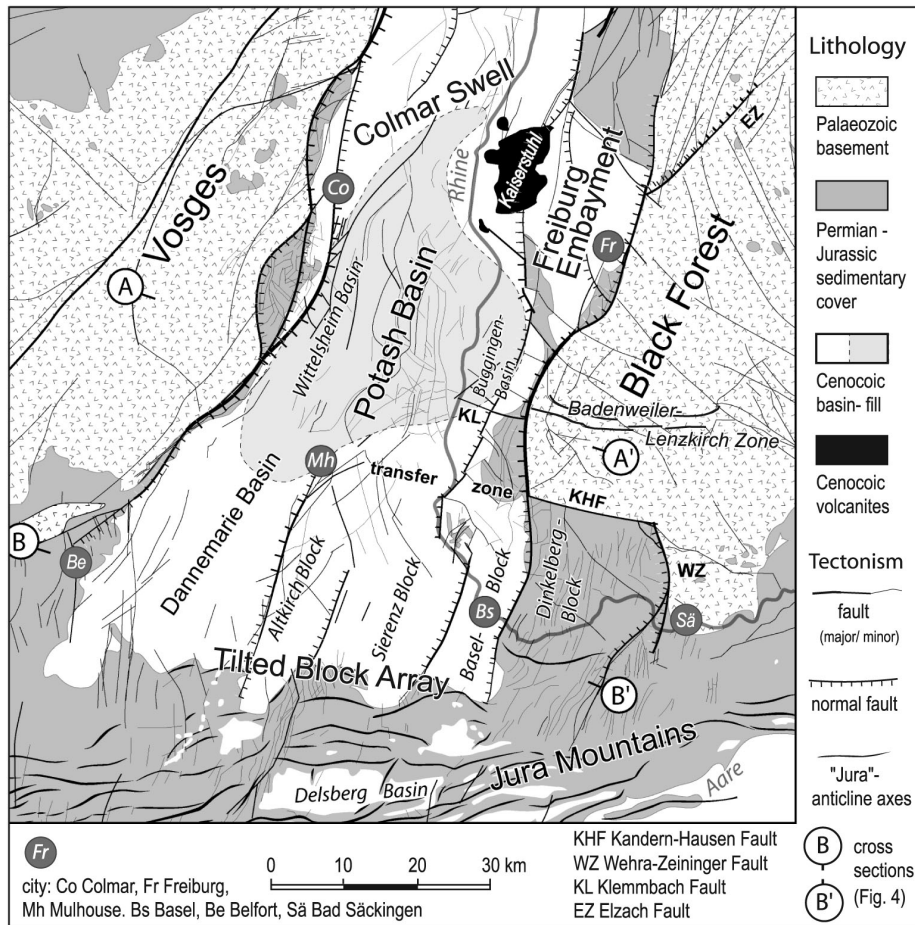 Colmar Swell
Vosges
Co
Rhine
Kaiserstuhl
Freiburg
Embayment
Fr
EZ
A
Wittelsheim Basin
Potash Basin
Buggingen-
Basin
Black Forest
KL
Badenweiler-
Lenzkirch Zone
A'
Mh
transfer
zone
KHF
B
Be
Dannemarie Basin
Altkirch Block
Sierenz Block
Basel-
Block
Bs
Dinkelberg-
Block
WZ
Sä
Tilted Block Array
B'
Jura Mountains
Delsberg Basin
Aare
Lithology
Palaeozoic
basement
Permian -
Jurassic
sedimentary
cover
Cenocoic
basin- fill
Cenocoic
volcanites
Tectonism
fault
(major/ minor)
normal fault
"Jura"-
anticline axes
B
cross
sections
B'
(Fig. 4)
Fr
city: Co Colmar, Fr Freiburg,
Mh Mulhouse. Bs Basel, Be Belfort, Sä Bad Säckingen
0 10 20 30 km
KHF Kandern-Hausen Fault
WZ Wehra-Zeininger Fault
KL Klemmbach Fault
EZ Elzach Fault